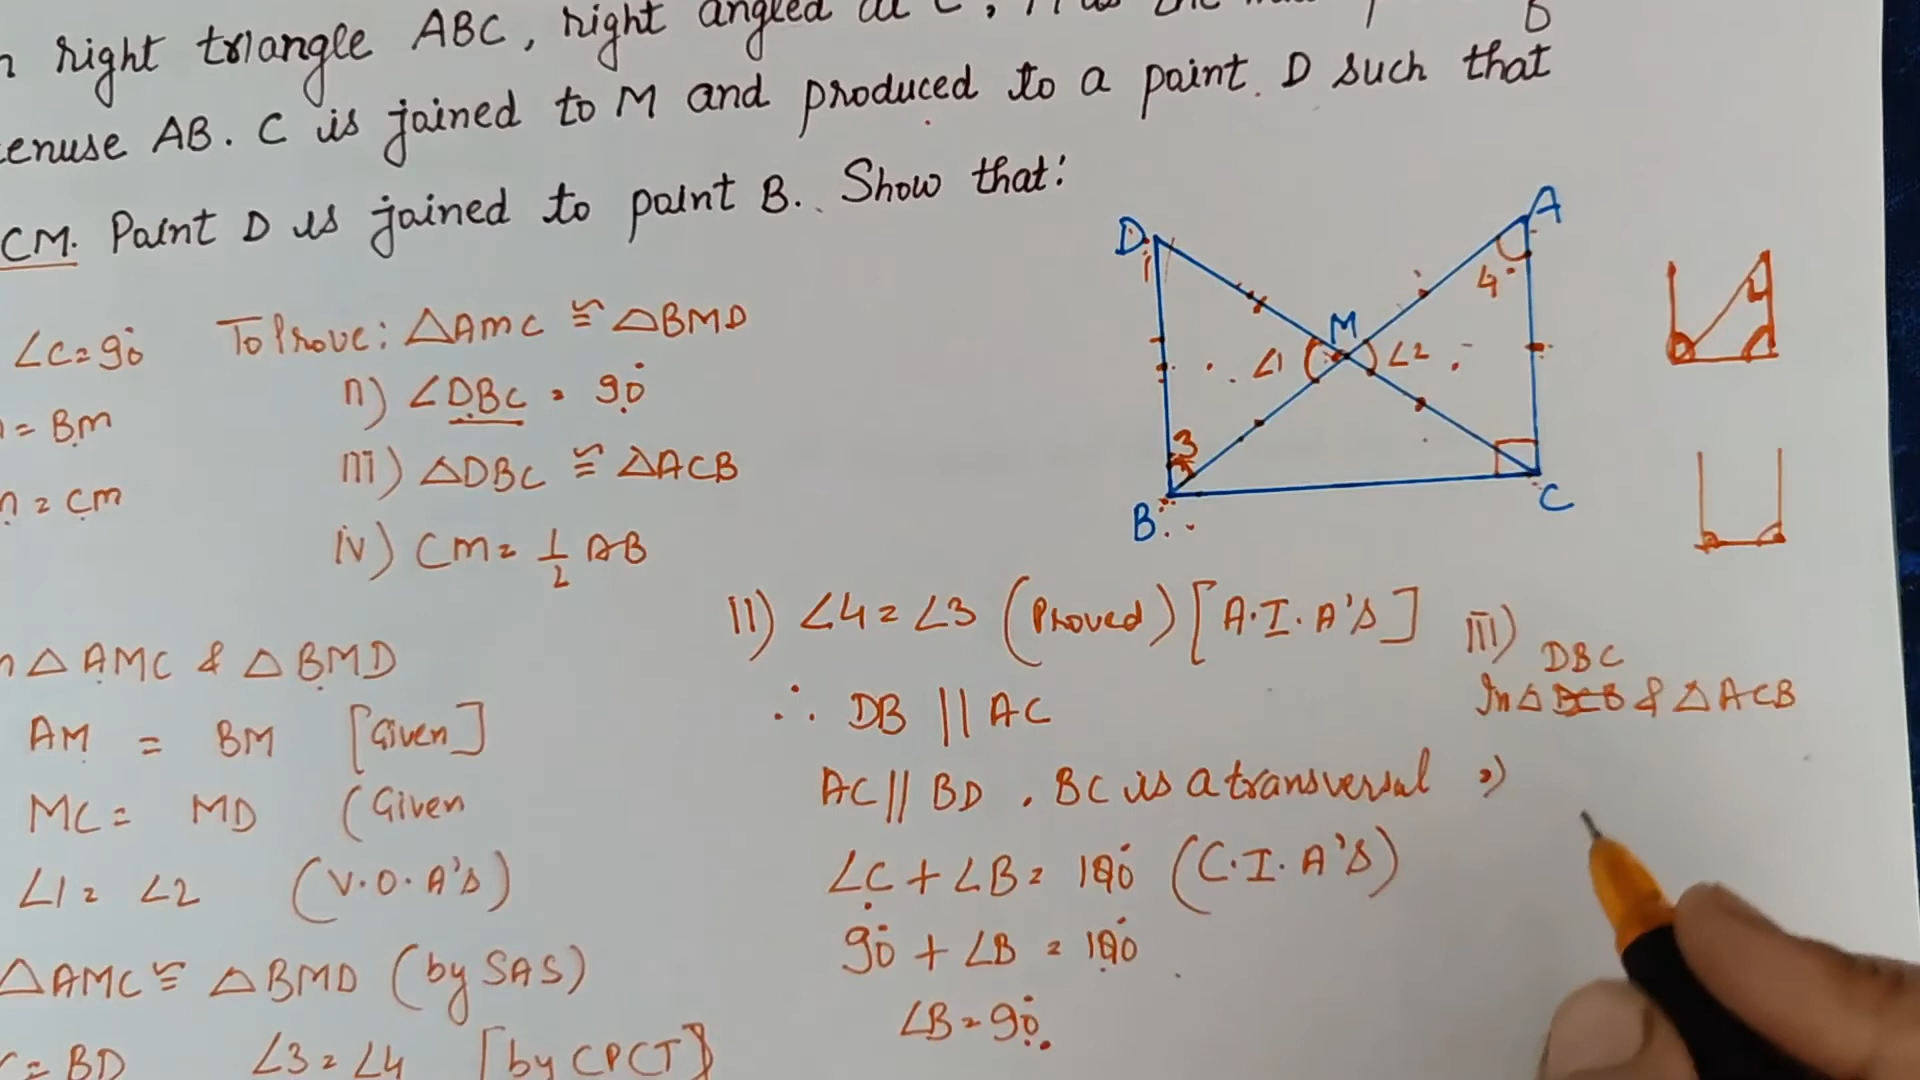 right triangle ABC, right angled at C,
enuse AB. C is joined to M and produced to a point D such that
CM. Point D is joined to point B. Show that:
∠C=90° To Prove: △AMC ≅ △BMD
= BM
ii) ∠DBC = 90°
iii) △DBC ≅ △ACB
= CM
iv) CM = 1/2 AB
D
A
4
M
∠1
∠2
3
B
C
△AMC & △BMD
AM = BM [Given]
MC = MD (Given
∠1 = ∠2 (V.O.A's)
△AMC ≅ △BMD (by SAS)
= BD ∠3 = ∠4 [by CPCT]
II) ∠4 = ∠3 (Proved) [A.I.A's]
∴ DB || AC
AC || BD, BC is a transversal
∠C + ∠B = 180° (C.I.A's)
90° + ∠B = 180°
∠B = 90°
III)
DBC
In △ DCB & △ACB